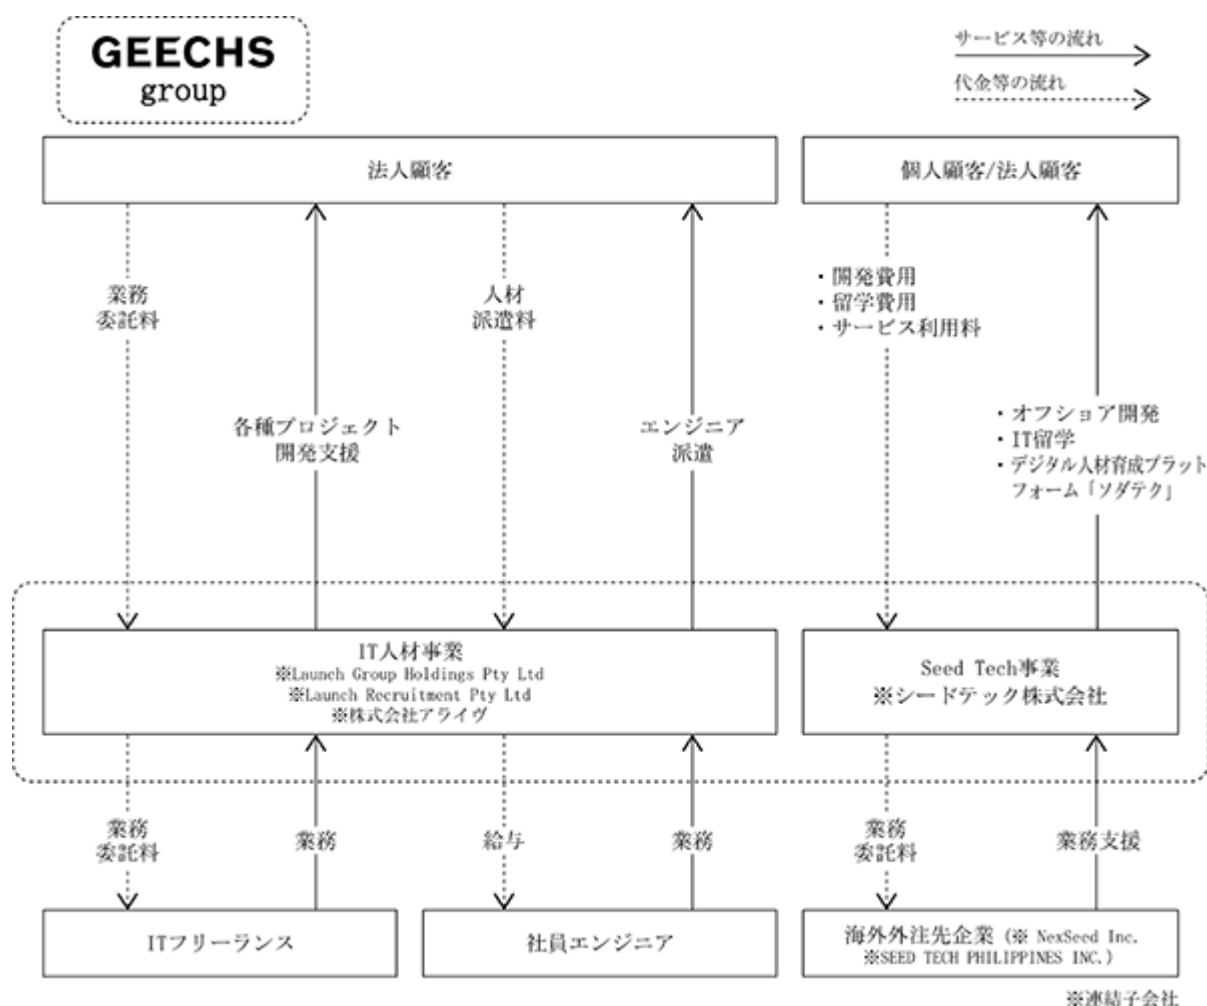 GEECHS
group
サービス等の流れ
代金等の流れ
法人顧客
個人顧客/法人顧客
業務
委託料
各種プロジェクト
開発支援
人材
派遣料
エンジニア
派遣
・開発費用
・留学費用
・サービス利用料
・オフショア開発
・IT留学
・デジタル人材育成プラット
フォーム「ソダテク」
IT人材事業
※Launch Group Holdings Pty Ltd
※Launch Recruitment Pty Ltd
※株式会社アライヴ
Seed Tech事業
※シードテック株式会社
業務
委託料
業務
給与
業務
業務
委託料
業務支援
ITフリーランス
社員エンジニア
海外外注先企業（※ NexSeed Inc.
※SEED TECH PHILIPPINES INC.）
※連結子会社